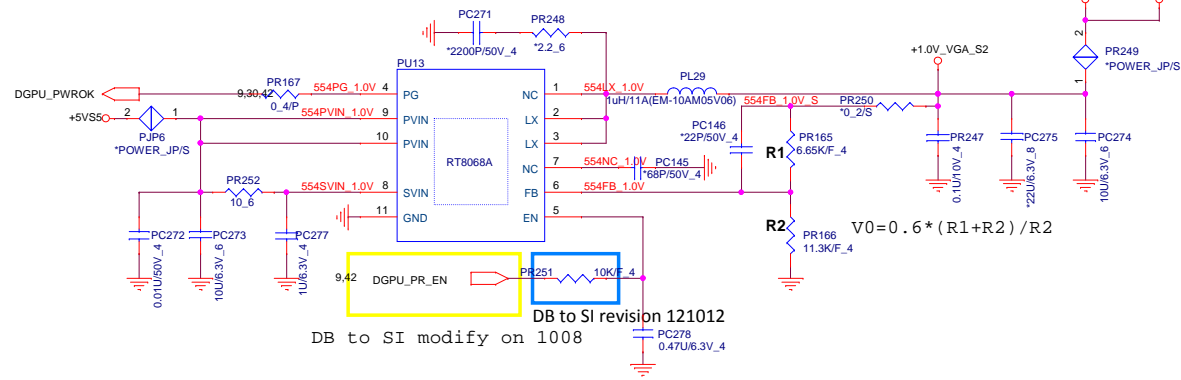 PC271
PR248
*2200P/50V_4
*2.2_6
+1.0V_VGA_S2
2
PR249
*POWER_JP/S
1
PU13
DGPU_PWROK
9,30,42
PR167
0_4/P
554PG_1.0V
4
PG
NC
1
554LX_1.0V
PL29
1uH/11A(EM-10AM05V06)
554FB_1.0V_S
PR250
*0_2/S
+5VS5
2
1
PJP6
*POWER_JP/S
554PVIN_1.0V
9
PVIN
LX
2
10
PVIN
LX
3
RT8068A
PC146
*22P/50V_4
R1
PR165
6.65K/F_4
PR247
0.1U/10V_4
PC275
*22U/6.3V_8
PC274
10U/6.3V_6
NC
7
554NC_1.0V
PC145
*68P/50V_4
PR252
10_6
554SVIN_1.0V
8
SVIN
FB
6
554FB_1.0V
11
GND
EN
5
R2
PR166
11.3K/F_4
V0=0.6*(R1+R2)/R2
PC272
0.01U/50V_4
PC273
10U/6.3V_6
PC277
1U/6.3V_4
9,42
DGPU_PR_EN
PR251
10K/F_4
DB to SI revision 121012
DB to SI modify on 1008
PC278
0.47U/6.3V_4